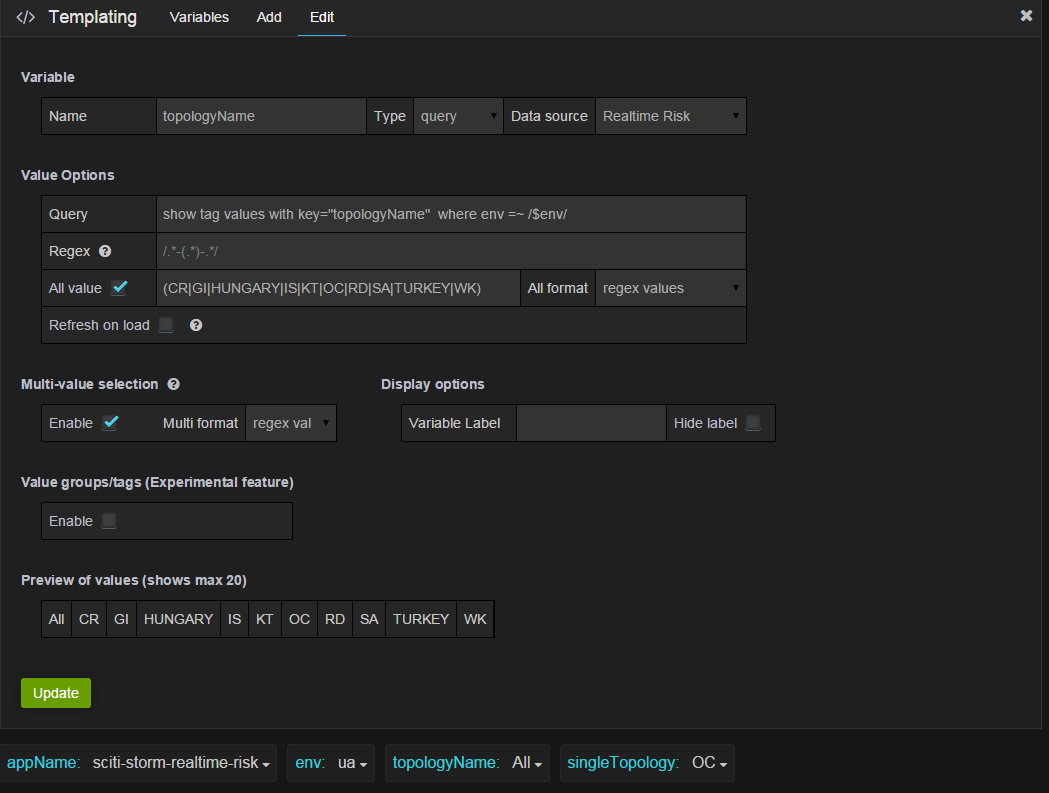 </> Templating Variables Add Edit ✖
Variable
Name topologyName Type query Data source Realtime Risk
Value Options
Query show tag values with key="topologyName" where env =~ /$env/
Regex /.*-(.*)-.*/
All value (CR|GI|HUNGARY|IS|KT|OC|RD|SA|TURKEY|WK) All format regex values
Refresh on load
Multi-value selection Display options
Enable Multi format regex val Variable Label Hide label
Value groups/tags (Experimental feature)
Enable
Preview of values (shows max 20)
All CR GI HUNGARY IS KT OC RD SA TURKEY WK
Update
appName: sciti-storm-realtime-risk env: ua topologyName: All singleTopology: OC